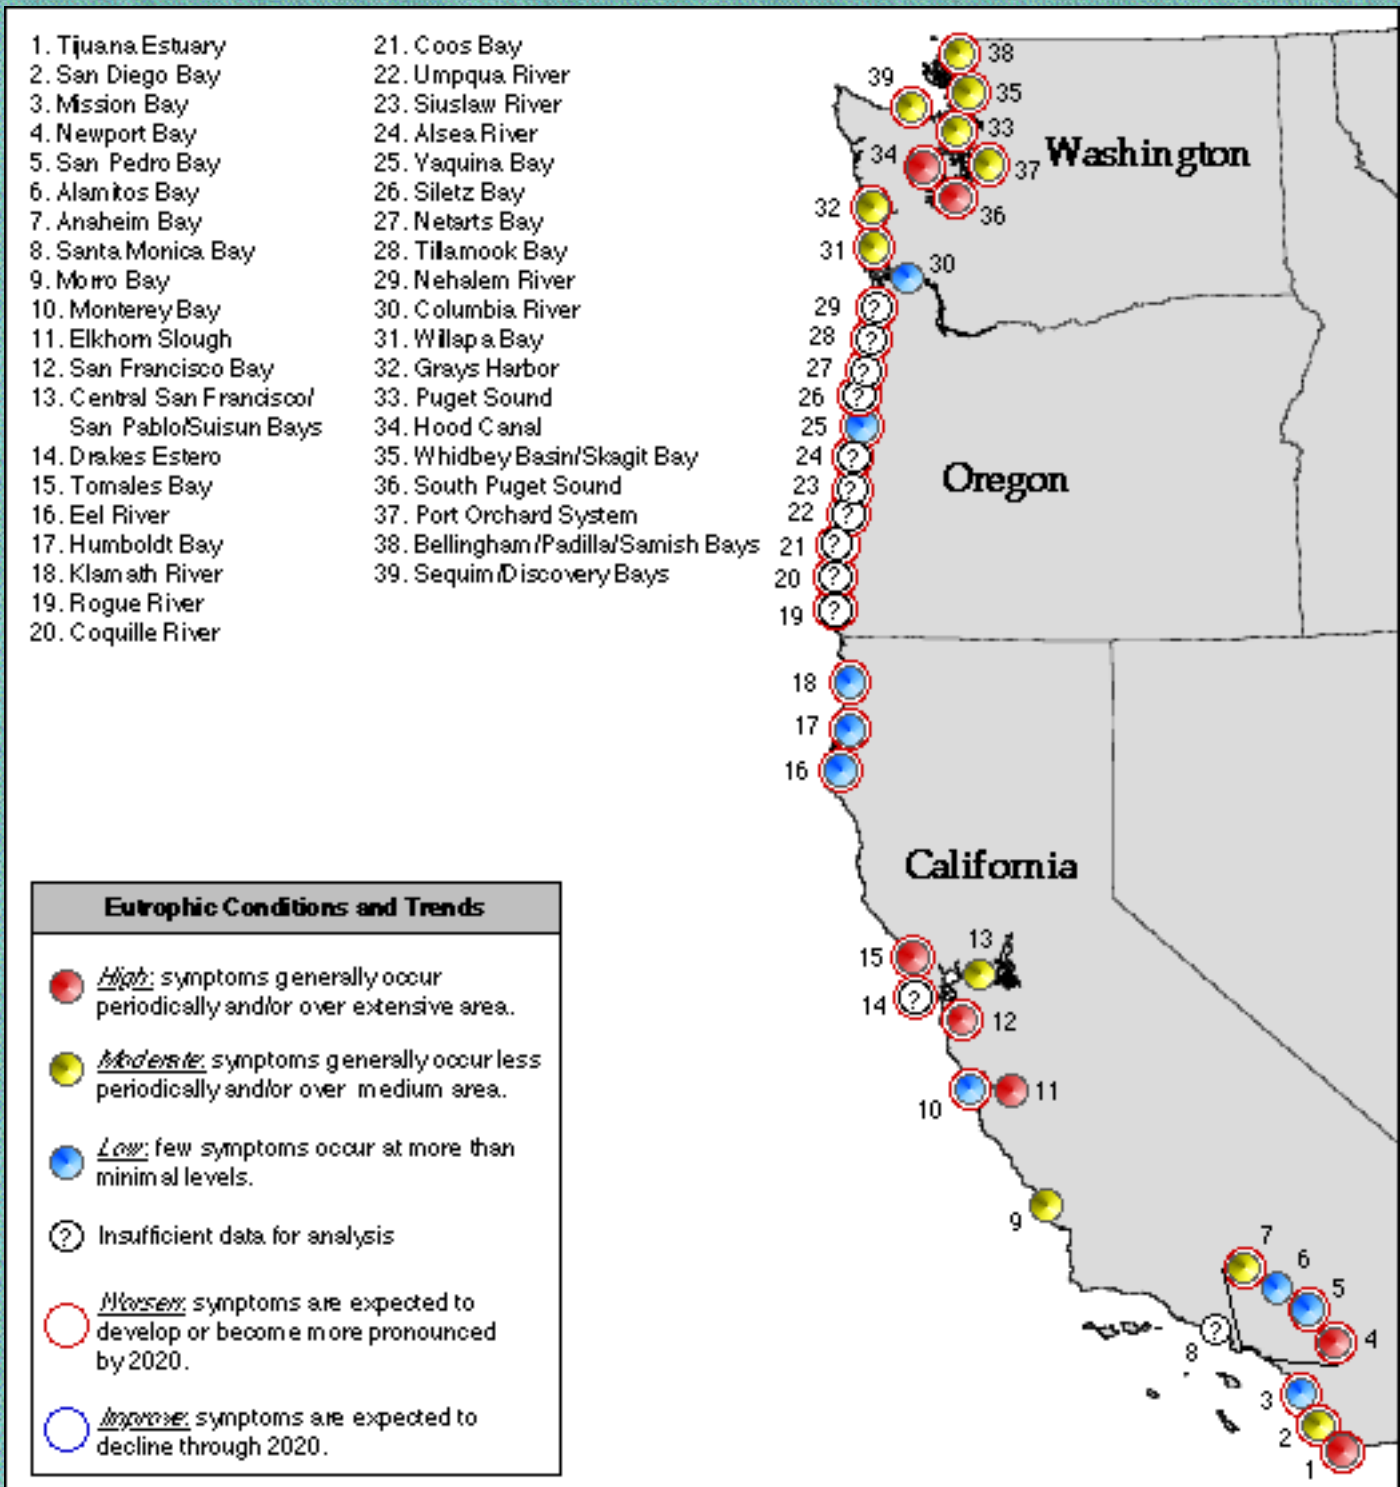 1. Tijuana Estuary
2. San Diego Bay
3. Mission Bay
4. Newport Bay
5. San Pedro Bay
6. Alamitos Bay
7. Anaheim Bay
8. Santa Monica Bay
9. Morro Bay
10. Monterey Bay
11. Elkhorn Slough
12. San Francisco Bay
13. Central San Francisco/
San Pablo/Suisun Bays
14. Drakes Estero
15. Tomales Bay
16. Eel River
17. Humboldt Bay
18. Klamath River
19. Rogue River
20. Coquille River
21. Coos Bay
22. Umpqua River
23. Siuslaw River
24. Alsea River
25. Yaquina Bay
26. Siletz Bay
27. Netarts Bay
28. Tillamook Bay
29. Nehalem River
30. Columbia River
31. Willapa Bay
32. Grays Harbor
33. Puget Sound
34. Hood Canal
35. Whidbey Basin/Skagit Bay
36. South Puget Sound
37. Port Orchard System
38. Bellingham/Padilla/Samish Bays
39. Sequim/Discovery Bays
38
39
35
33
34
Washington
37
36
32
31
30
29
?
28
?
27
?
26
?
25
24
?
Oregon
23
?
22
?
21
?
20
?
19
?
18
17
16
California
15
13
14
?
12
10
11
9
7
6
5
8
?
4
3
2
1
Eutrophic Conditions and Trends
High: symptoms generally occur
periodically and/or over extensive area.
Moderate: symptoms generally occur less
periodically and/or over medium area.
Low: few symptoms occur at more than
minimal levels.
? Insufficient data for analysis
Worsen: symptoms are expected to
develop or become more pronounced
by 2020.
Improve: symptoms are expected to
decline through 2020.